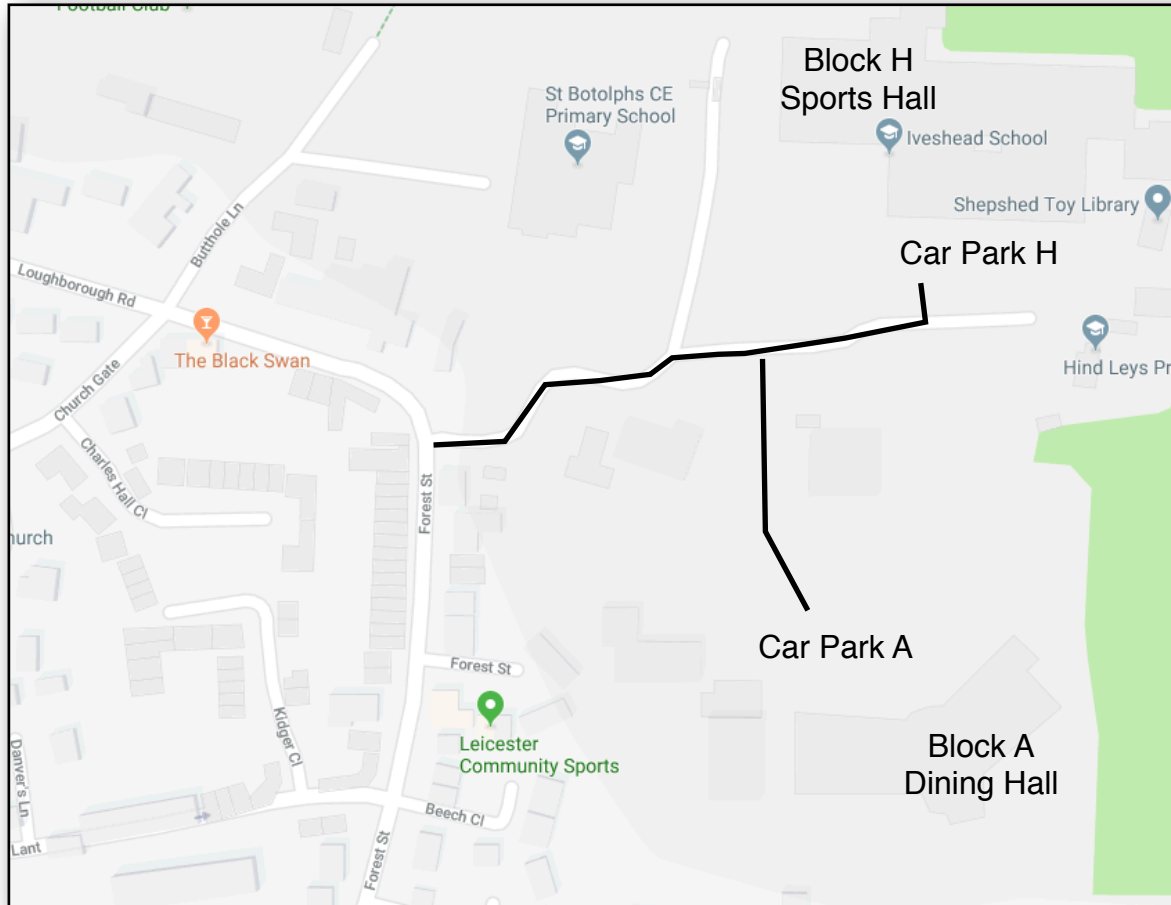 Football Club
Block H
Sports Hall
St Botolphs CE
Primary School
Iveshead School
Shepshed Toy Library
Butthole Ln
Car Park H
Loughborough Rd
The Black Swan
Hind Leys Pr
Church Gate
Charles Hall Cl
Forest St
hurch
Car Park A
Forest St
Kidger Cl
Leicester
Community Sports
Block A
Dining Hall
Danver's Ln
Beech Cl
Lant
Forest St